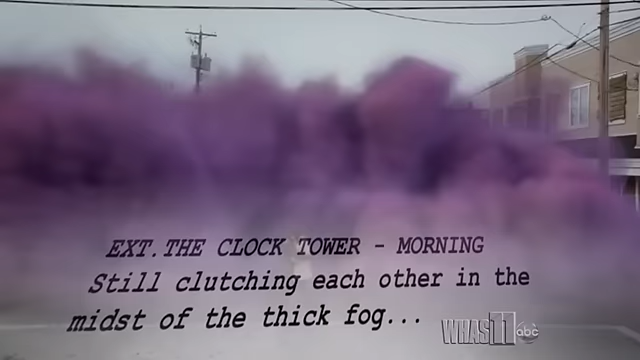 EXT. THE CLOCK TOWER - MORNING
Still clutching each other in the
midst of the thick fog...
WHAS11 abc